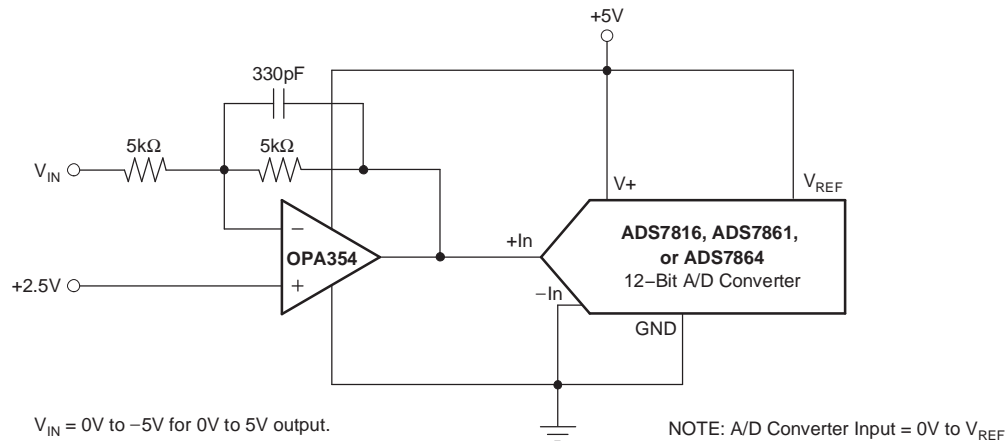 +5V
330pF
5kΩ
5kΩ
V_IN
V+
V_REF
−
OPA354
+In
ADS7816, ADS7861,
or ADS7864
12−Bit A/D Converter
+2.5V
+
−In
GND
V_IN = 0V to −5V for 0V to 5V output.
NOTE: A/D Converter Input = 0V to V_REF